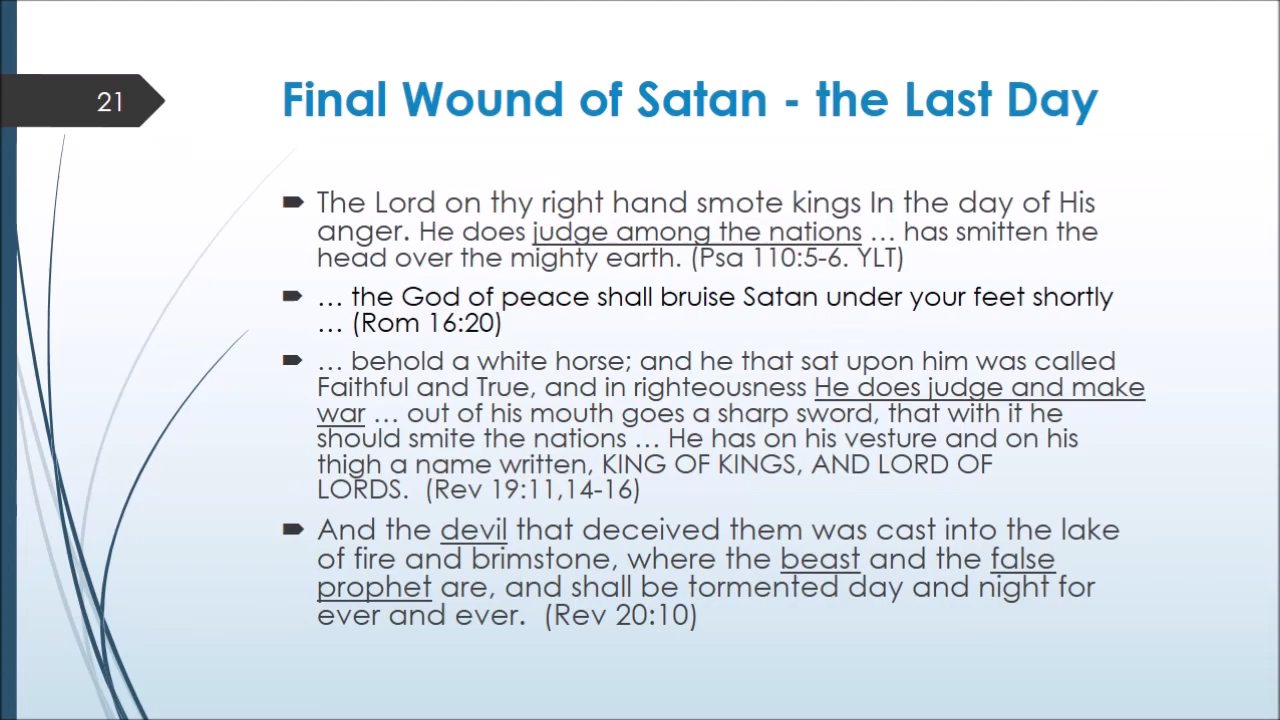 21
Final Wound of Satan - the Last Day
The Lord on thy right hand smote kings In the day of His
anger. He does judge among the nations … has smitten the
head over the mighty earth. (Psa 110:5-6. YLT)
… the God of peace shall bruise Satan under your feet shortly
… (Rom 16:20)
… behold a white horse; and he that sat upon him was called
Faithful and True, and in righteousness He does judge and make
war … out of his mouth goes a sharp sword, that with it he
should smite the nations … He has on his vesture and on his
thigh a name written, KING OF KINGS, AND LORD OF
LORDS. (Rev 19:11,14-16)
And the devil that deceived them was cast into the lake
of fire and brimstone, where the beast and the false
prophet are, and shall be tormented day and night for
ever and ever. (Rev 20:10)